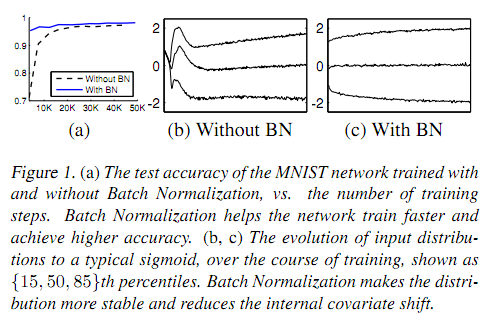 1
0.9
0.8
0.7
Without BN
With BN
10K 20K 30K 40K 50K
2
0
-2
2
0
-2
(a)
(b) Without BN
(c) With BN
Figure 1. (a) The test accuracy of the MNIST network trained with
and without Batch Normalization, vs. the number of training
steps. Batch Normalization helps the network train faster and
achieve higher accuracy. (b, c) The evolution of input distribu-
tions to a typical sigmoid, over the course of training, shown as
{15, 50, 85}th percentiles. Batch Normalization makes the distri-
bution more stable and reduces the internal covariate shift.